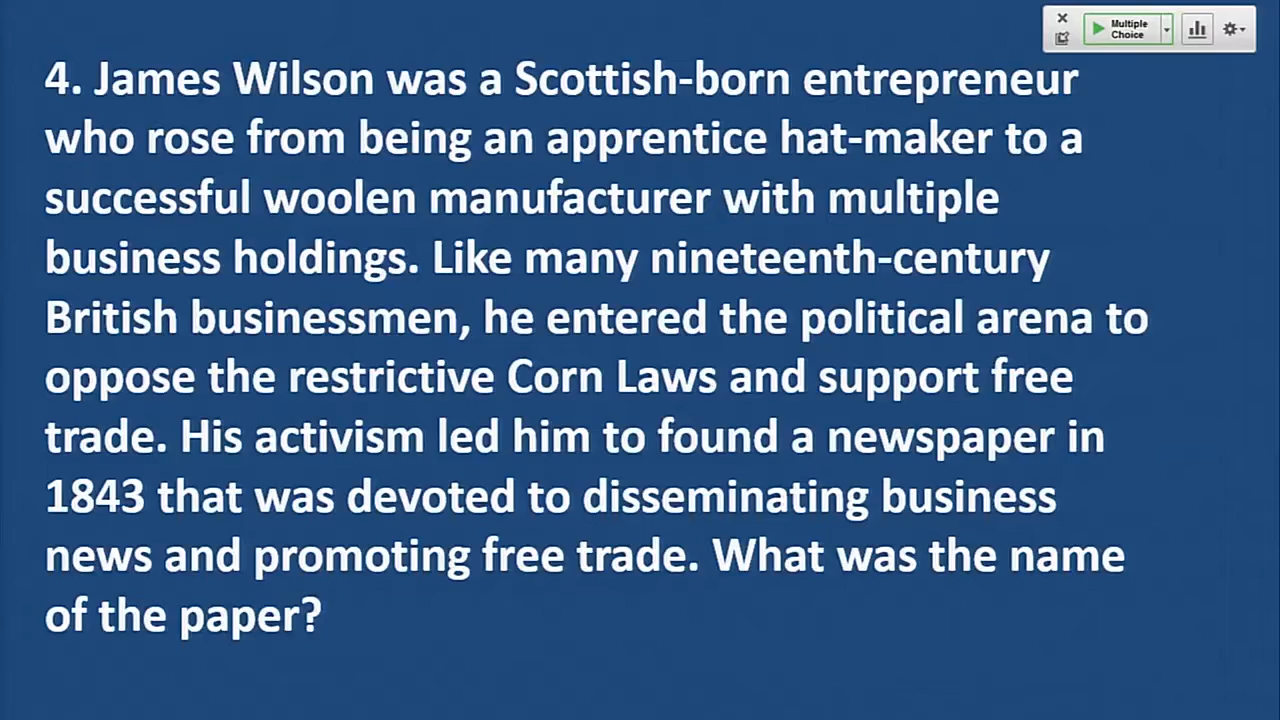 Multiple
Choice
4. James Wilson was a Scottish-born entrepreneur
who rose from being an apprentice hat-maker to a
successful woolen manufacturer with multiple
business holdings. Like many nineteenth-century
British businessmen, he entered the political arena to
oppose the restrictive Corn Laws and support free
trade. His activism led him to found a newspaper in
1843 that was devoted to disseminating business
news and promoting free trade. What was the name
of the paper?